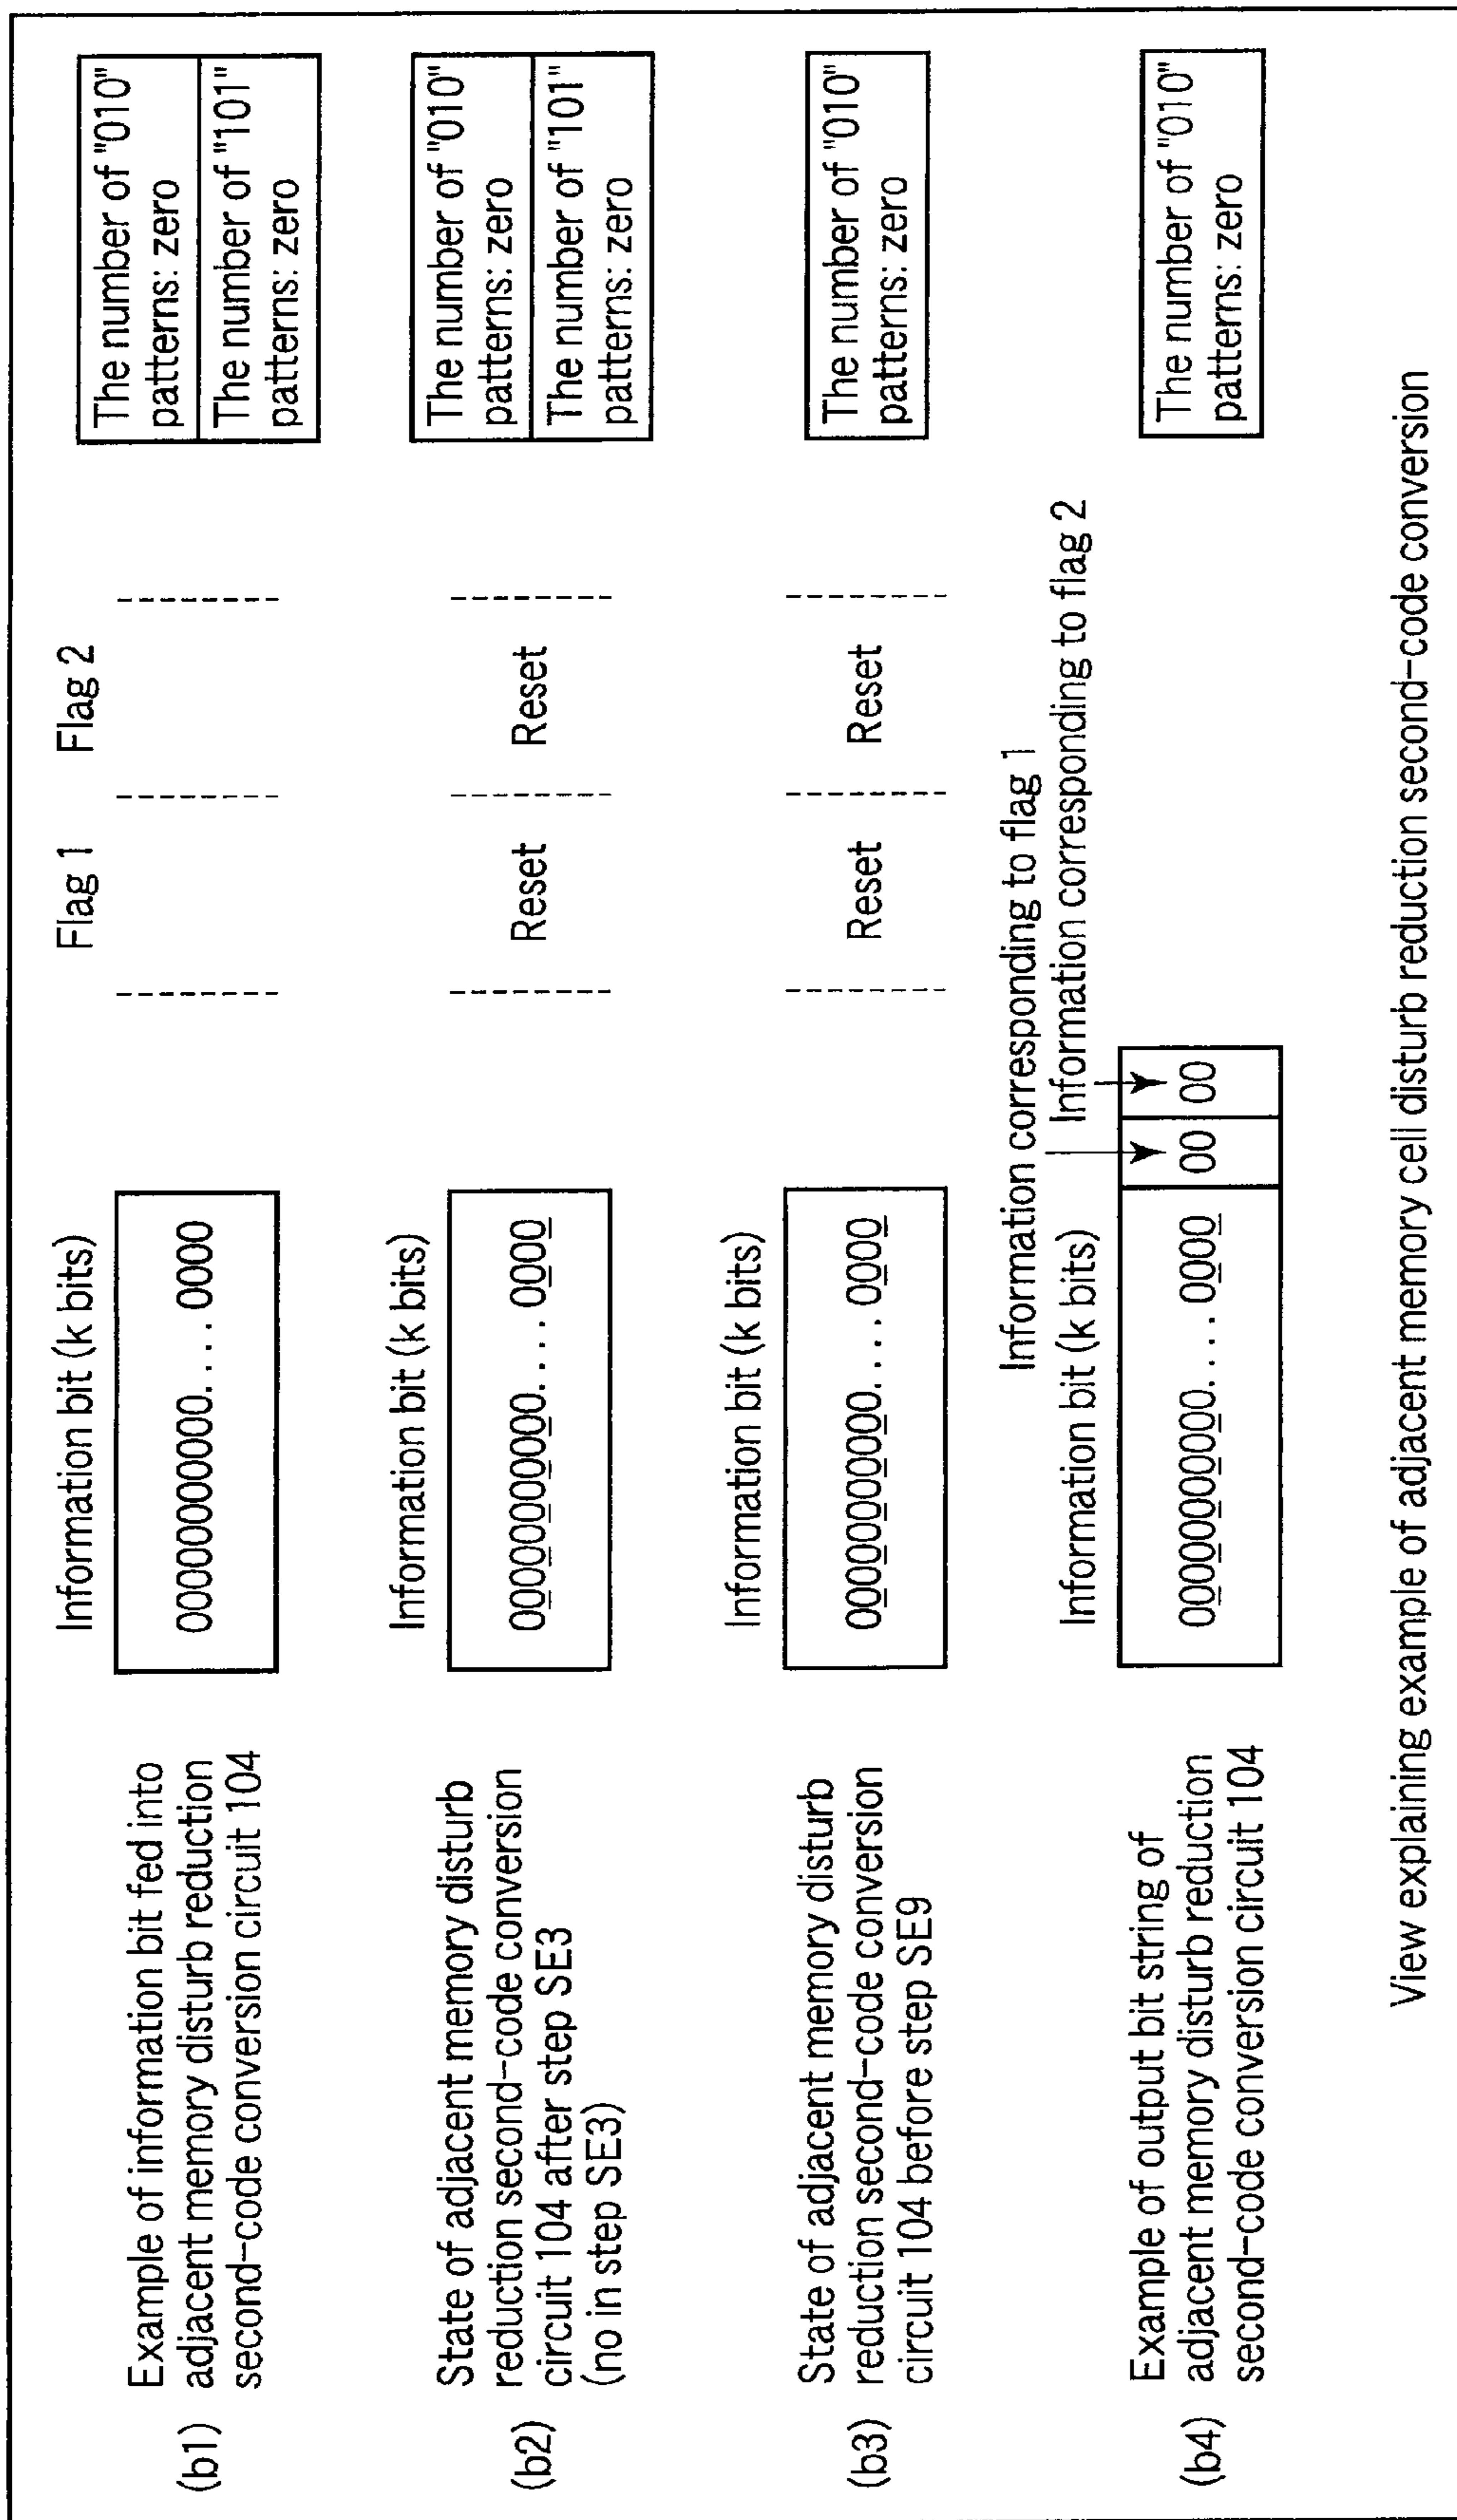 Information bit (k bits)
Flag 1
Flag 2
(b1)
Example of information bit fed into
adjacent memory disturb reduction
second-code conversion circuit 104
00000000000.... 0000
The number of "010"
patterns: zero
The number of "101"
patterns: zero
Information bit (k bits)
(b2)
State of adjacent memory disturb
reduction second-code conversion
circuit 104 after step SE3
(no in step SE3)
00000000000.... 0000
Reset
Reset
The number of "010"
patterns: zero
The number of "101"
patterns: zero
Information bit (k bits)
(b3)
State of adjacent memory disturb
reduction second-code conversion
circuit 104 before step SE9
00000000000.... 0000
Reset
Reset
The number of "010"
patterns: zero
Information corresponding to flag 1
Information bit (k bits)
Information corresponding to flag 2
(b4)
Example of output bit string of
adjacent memory disturb reduction
second-code conversion circuit 104
00000000000.... 0000
00
00
The number of "010"
patterns: zero
View explaining example of adjacent memory cell disturb reduction second-code conversion